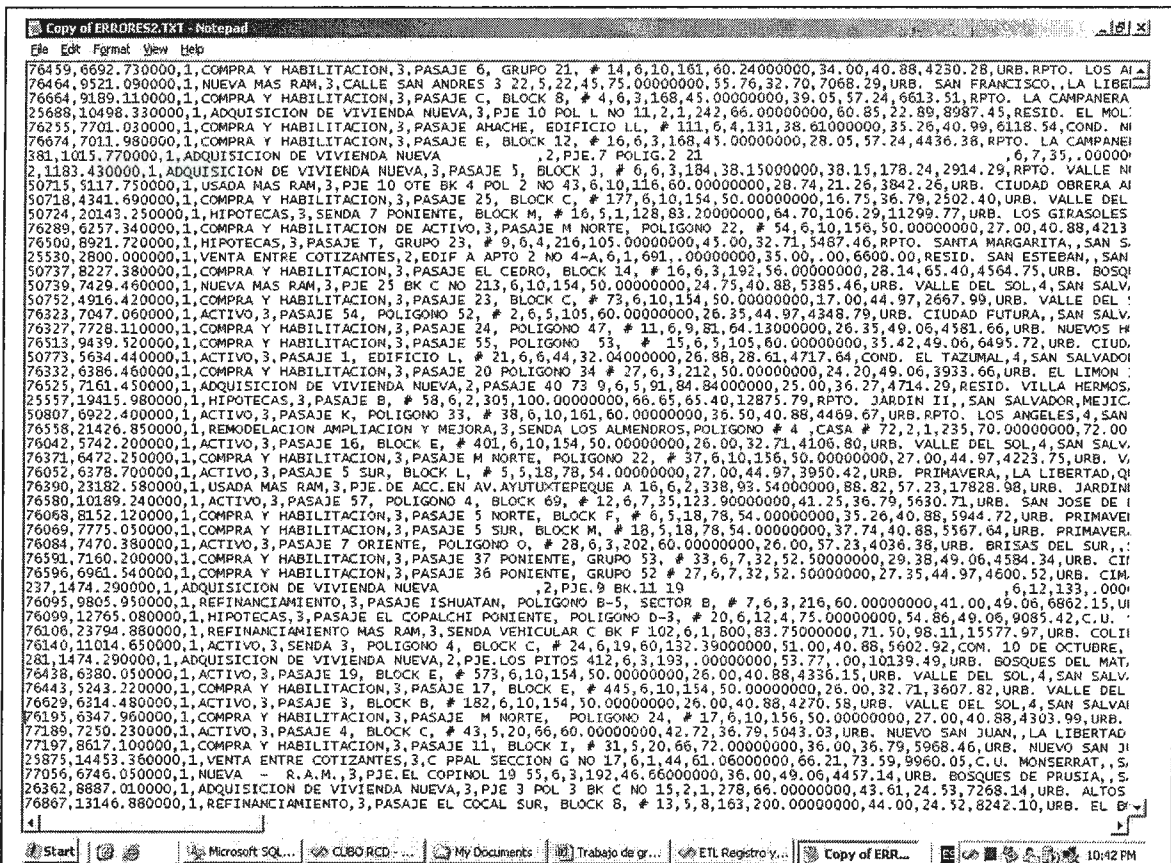 Copy of ERRORES2.TXT - Notepad
File Edit Format View Help
76459,6692.730000,1,COMPRA Y HABILITACION,3,PASAJE 6, GRUPO 21, # 14,6,10,161,60.24000000,34.00,40.88,4230.28,URB.RPTO. LOS AN
76464,9521.090000,1,NUEVA MAS RAM,3,CALLE SAN ANDRES 3 22,5,22,45,75.00000000,55.76,32.70,7068.29,URB. SAN FRANCISCO,,LA LIBE
76664,9189.110000,1,COMPRA Y HABILITACION,3,PASAJE C, BLOCK 8, # 4,6,3,168,45.00000000,39.05,57.24,6613.51,RPTO. LA CAMPANERA
25688,10498.330000,1,ADQUISICION DE VIVIENDA NUEVA,3,PJE 10 POL L NO 11,2,1,242,66.00000000,60.85,22.89,8987.45,RESID. EL MOL
76255,7701.030000,1,COMPRA Y HABILITACION,3,PASAJE AHACHE, EDIFICIO LL, # 111,6,4,131,38.61000000,35.26,40.99,6118.54,COND. NI
76674,7011.980000,1,COMPRA Y HABILITACION,3,PASAJE E, BLOCK 12, # 16,6,3,168,45.00000000,28.05,57.24,4436.38,RPTO. LA CAMPANE
381,1015.770000,1,ADQUISICION DE VIVIENDA NUEVA ,2,PJE.7 POLIG.2 21 ,6,7,35,.00000
2,1183.430000,1,ADQUISICION DE VIVIENDA NUEVA,3,PASAJE 5, BLOCK J, # 6,6,3,184,38.15000000,38.15,178.24,2914.29,RPTO. VALLE N
50715,5117.750000,1,USADA MAS RAM,3,PJE 10 OTE BK 4 POL 2 NO 43,6,10,116,60.00000000,28.74,21.26,3842.26,URB. CIUDAD OBRERA A
50718,4341.690000,1,COMPRA Y HABILITACION,3,PASAJE 25, BLOCK C, # 177,6,10,154,50.00000000,16.75,36.79,2502.40,URB. VALLE DEL
50724,20143.250000,1,HIPOTECAS,3,SENDA 7 PONIENTE, BLOCK M, # 16,5,1,128,83.20000000,64.70,106.29,11299.77,URB. LOS GIRASOLES
76289,6257.340000,1,COMPRA Y HABILITACION DE ACTIVO,3,PASAJE M NORTE, POLIGONO 22, # 54,6,10,156,50.00000000,27.00,40.88,4213
76500,8921.720000,1,HIPOTECAS,3,PASAJE T, GRUPO 23, # 9,6,4,216,105.00000000,45.00,32.71,5487.46,RPTO. SANTA MARGARITA,,SAN S
25530,2800.000000,1,VENTA ENTRE COTIZANTES,2,EDIF A APTO 2 NO 4-A,6,1,691,.00000000,35.00,.00,6600.00,RESID. SAN ESTEBAN,,SAN
50737,8227.380000,1,COMPRA Y HABILITACION,3,PASAJE EL CEDRO, BLOCK 14, # 16,6,3,192,56.00000000,28.14,65.40,4564.75,URB. BOSQ
50739,7429.460000,1,NUEVA MAS RAM,3,PJE 25 BK C NO 213,6,10,154,50.00000000,24.75,40.88,5385.46,URB. VALLE DEL SOL,4,SAN SALV
50752,4916.420000,1,COMPRA Y HABILITACION,3,PASAJE 23, BLOCK C, # 73,6,10,154,50.00000000,17.00,44.97,2667.99,URB. VALLE DEL
76323,7047.060000,1,COMPRA Y HABILITACION,3,PASAJE 54, POLIGONO 52, # 2,6,5,105,60.00000000,26.35,44.97,4348.79,URB. CIUDAD FUTURA,,SAN SALV
76327,7728.110000,1,COMPRA Y HABILITACION,3,PASAJE 24, POLIGONO 47, # 11,6,9,81,64.13000000,26.35,49.06,4581.66,URB. NUEVOS H
76513,9439.520000,1,COMPRA Y HABILITACION,3,PASAJE 55, POLIGONO 53, # 15,6,5,105,60.00000000,35.42,49.06,6495.72,URB. CIUD
50773,5634.440000,1,ACTIVO,3,PASAJE 1, EDIFICIO L, # 21,6,6,44,32.04000000,26.88,28.61,4717.64,COND. EL TAZUMAL,4,SAN SALVADO
76332,6386.460000,1,COMPRA Y HABILITACION,3,PASAJE 20 POLIGONO 34 # 27,6,3,212,50.00000000,24.20,49.06,3933.66,URB. EL LIMON
76525,7161.450000,1,ADQUISICION DE VIVIENDA NUEVA,2,PASAJE 40 73 9,6,5,91,84.84000000,25.00,36.27,4714.29,RESID. VILLA HERMOS
25557,19415.980000,1,HIPOTECAS,3,PASAJE B, # 58,6,2,305,100.00000000,66.65,65.40,12875.79,RPTO. JARDIN II,,SAN SALVADOR,MEJIC
50807,6922.400000,1,ACTIVO,3,PASAJE K, POLIGONO 33, # 38,6,10,161,60.00000000,36.50,40.88,4469.67,URB.RPTO. LOS ANGELES,4,SAN
76558,21426.850000,1,REMODELACION AMPLIACION Y MEJORA,3,SENDA LOS ALMENDROS,POLIGONO # 4 ,CASA # 72,2,1,235,70.00000000,72.00
76042,5742.200000,1,ACTIVO,3,PASAJE 16, BLOCK E, # 401,6,10,154,50.00000000,26.00,32.71,4106.80,URB. VALLE DEL SOL,4,SAN SALV
76371,6472.250000,1,COMPRA Y HABILITACION,3,PASAJE M NORTE, POLIGONO 22, # 37,6,10,156,50.00000000,27.00,44.97,4223.75,URB. V
76052,6378.700000,1,ACTIVO,3,PASAJE 5 SUR, BLOCK L, # 5,5,18,78,54.00000000,27.00,44.97,3950.42,URB. PRIMAVERA,,LA LIBERTAD,Q
76390,23182.580000,1,USADA MAS RAM,3,PJE.DE ACC.EN AV.AYUTUXTEPEQUE A 16,6,2,338,93.54000000,88.82,57.23,17828.98,URB. JARDIN
76580,10189.240000,1,ACTIVO,3,PASAJE 57, POLIGONO 4, BLOCK 69, # 12,6,7,35,123.90000000,41.25,36.79,5630.71,URB. SAN JOSE DE
76068,8152.120000,1,COMPRA Y HABILITACION,3,PASAJE 5 NORTE, BLOCK F, # 6,5,18,78,54.00000000,35.26,40.88,5944.72,URB. PRIMAVE
76069,7775.050000,1,COMPRA Y HABILITACION,3,PASAJE 5 SUR, BLOCK M, # 18,5,18,78,54.00000000,37.74,40.88,5567.64,URB. PRIMAVER
76084,7470.380000,1,ACTIVO,3,PASAJE 7 ORIENTE, POLIGONO O, # 28,6,3,202,60.00000000,26.00,57.23,4036.38,URB. BRISAS DEL SUR,,
76591,7160.200000,1,COMPRA Y HABILITACION,3,PASAJE 37 PONIENTE, GRUPO 53, # 33,6,7,32,52.50000000,29.38,49.06,4584.34,URB. CI
76596,6961.540000,1,COMPRA Y HABILITACION,3,PASAJE 36 PONIENTE, GRUPO 52 # 27,6,7,32,52.50000000,27.35,44.97,4600.52,URB. CIM
237,1474.290000,1,ADQUISICION DE VIVIENDA NUEVA ,2,PJE.9 BK.11 19 ,6,12,133,.000
76095,9805.950000,1,REFINANCIAMIENTO,3,PASAJE ISHUATAN, POLIGONO B-5, SECTOR B, # 7,6,3,216,60.00000000,41.00,49.06,6862.15,U
76099,12765.080000,1,HIPOTECAS,3,PASAJE EL COPALCHI PONIENTE, POLIGONO D-3, # 20,6,12,4,75.00000000,54.86,49.06,9085.42,C.U.
76106,23794.880000,1,REFINANCIAMIENTO MAS RAM,3,SENDA VEHICULAR C BK F 102,6,1,800,83.75000000,71.50,98.11,15577.97,URB. COLI
76140,11014.650000,1,ACTIVO,3,SENDA 3, POLIGONO 4, BLOCK C, # 24,6,19,60,132.39000000,51.00,40.88,5602.92,COM. 10 DE OCTUBRE,
281,1474.290000,1,ADQUISICION DE VIVIENDA NUEVA,2,PJE.LOS PITOS 412,6,3,193,.00000000,53.77,.00,10139.49,URB. BOSQUES DEL MAT
76438,6380.050000,1,ACTIVO,3,PASAJE 19, BLOCK E, # 573,6,10,154,50.00000000,26.00,40.88,4336.15,URB. VALLE DEL SOL,4,SAN SALV
76443,5243.220000,1,COMPRA Y HABILITACION,3,PASAJE 17, BLOCK E, # 445,6,10,154,50.00000000,26.00,32.71,3607.82,URB. VALLE DEL
76629,6314.480000,1,ACTIVO,3,PASAJE 3, BLOCK B, # 182,6,10,154,50.00000000,26.00,40.88,4270.58,URB. VALLE DEL SOL,4,SAN SALVA
76195,6347.960000,1,COMPRA Y HABILITACION,3,PASAJE M NORTE, POLIGONO 24, # 17,6,10,156,50.00000000,27.00,40.88,4303.99,URB.
77189,7250.230000,1,ACTIVO,3,PASAJE 4, BLOCK C, # 43,5,20,66,60.00000000,42.72,36.79,5043.03,URB. NUEVO SAN JUAN,,LA LIBERTAD
77197,8617.100000,1,COMPRA Y HABILITACION,3,PASAJE 11, BLOCK I, # 31,5,20,66,72.00000000,36.00,36.79,5968.46,URB. NUEVO SAN J
25875,14453.360000,1,VENTA ENTRE COTIZANTES,3,C PPAL SECCION G NO 17,6,1,44,61.06000000,66.21,73.59,9960.05,C.U. MONSERRAT,,S
77056,6746.050000,1,NUEVA - R.A.M.,3,PJE.EL COPINOL 19 55,6,3,192,46.66000000,36.00,49.06,4457.14,URB. BOSQUES DE PRUSIA,,S
26362,8887.010000,1,ADQUISICION DE VIVIENDA NUEVA,3,PJE 3 POL 3 BK C NO 15,2,1,278,66.00000000,43.61,24.53,7268.14,URB. ALTOS
76867,13146.880000,1,REFINANCIAMIENTO,3,PASAJE EL COCAL SUR, BLOCK 8, # 13,5,8,163,200.00000000,44.00,24.52,8242.10,URB. EL B
Start Microsoft SQL... CUBO RCD - ... My Documents Trabajo de gr... ETL Registro y... Copy of ERR... ES 10:42 PM